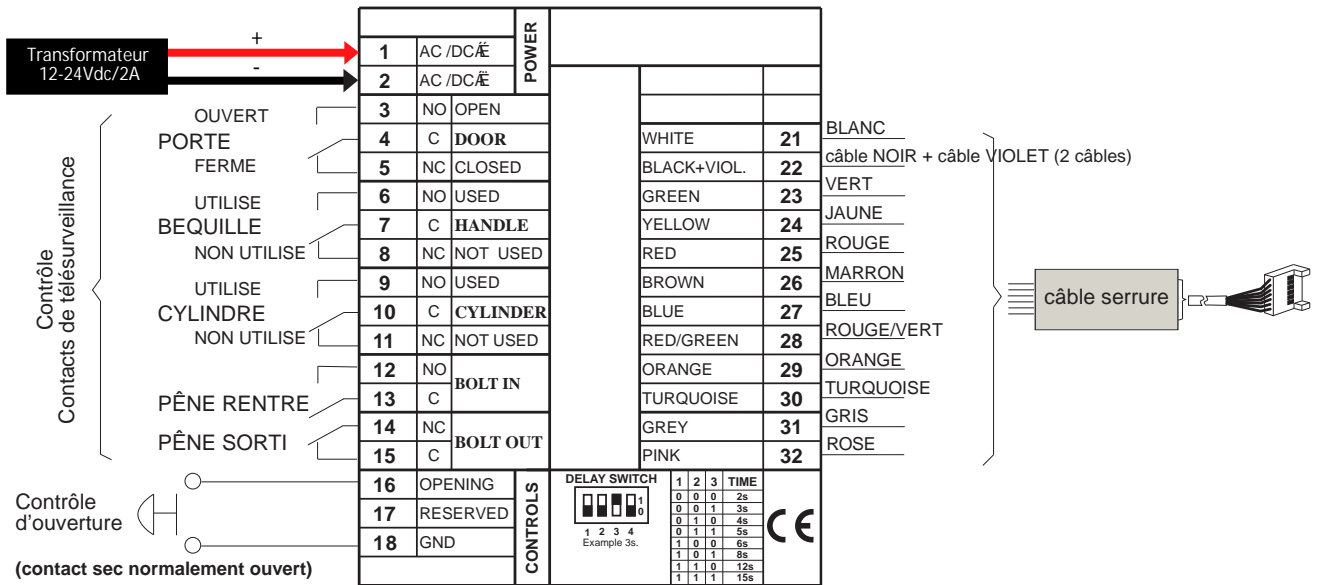 Transformateur
12-24Vdc/2A
+
-
1 AC /DCÆË
2 AC /DCÆË
POWER
3 NO OPEN
4 C DOOR
5 NC CLOSED
6 NO USED
7 C HANDLE
8 NC NOT USED
9 NO USED
10 C CYLINDER
11 NC NOT USED
12 NO
BOLT IN
13 C
14 NC
BOLT OUT
15 C
16 OPENING
17 RESERVED
18 GND
CONTROLS
OUVERT
PORTE
FERME
UTILISE
BEQUILLE
NON UTILISE
UTILISE
CYLINDRE
NON UTILISE
PÊNE RENTRE
PÊNE SORTI
Contrôle
Contacts de télésurveillance
Contrôle
d'ouverture
(contact sec normalement ouvert)
WHITE 21 BLANC
BLACK+VIOL. 22 câble NOIR + câble VIOLET (2 câbles)
GREEN 23 VERT
YELLOW 24 JAUNE
RED 25 ROUGE
BROWN 26 MARRON
BLUE 27 BLEU
RED/GREEN 28 ROUGE/VERT
ORANGE 29 ORANGE
TURQUOISE 30 TURQUOISE
GREY 31 GRIS
PINK 32 ROSE
câble serrure
DELAY SWITCH
1
0
1 2 3 4
Example 3s.
1 2 3 TIME
0 0 0 2s
0 0 1 3s
0 1 0 4s
0 1 1 5s
1 0 0 6s
1 0 1 8s
1 1 0 12s
1 1 1 15s
CE